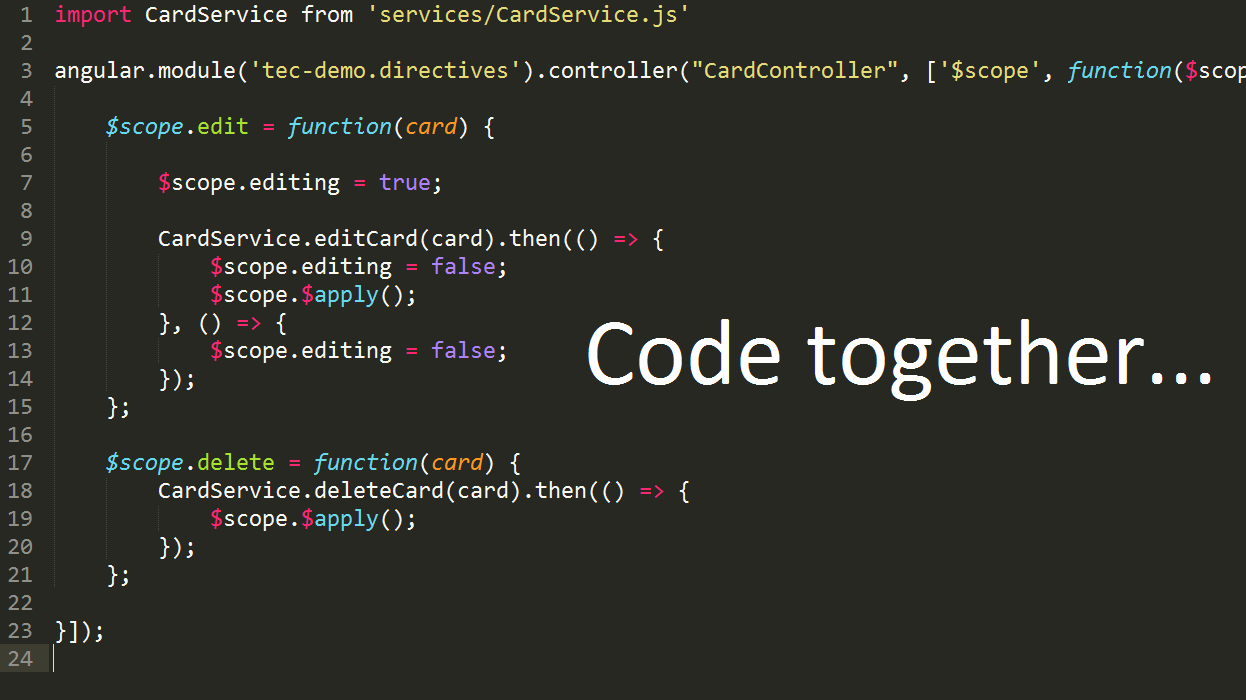 1 import CardService from 'services/CardService.js'
2
3 angular.module('tec-demo.directives').controller("CardController", ['$scope', function($scop
4
5 $scope.edit = function(card) {
6
7 $scope.editing = true;
8
9 CardService.editCard(card).then(() => {
10 $scope.editing = false;
11 $scope.$apply();
12 }, () => {
13 $scope.editing = false;
14 });
15 };
16
17 $scope.delete = function(card) {
18 CardService.deleteCard(card).then(() => {
19 $scope.$apply();
20 });
21 };
22
23 }]);
24
Code together...